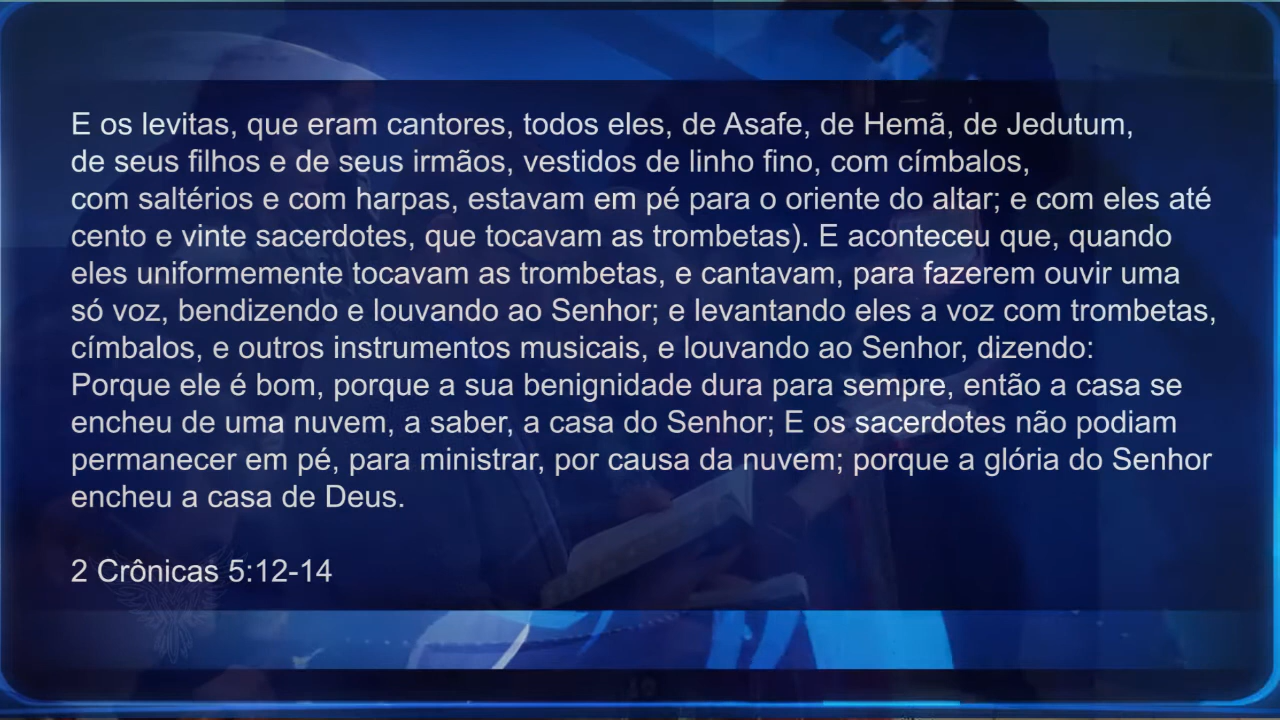 E os levitas, que eram cantores, todos eles, de Asafe, de Hemã, de Jedutum,
de seus filhos e de seus irmãos, vestidos de linho fino, com címbalos,
com saltérios e com harpas, estavam em pé para o oriente do altar; e com eles até
cento e vinte sacerdotes, que tocavam as trombetas). E aconteceu que, quando
eles uniformemente tocavam as trombetas, e cantavam, para fazerem ouvir uma
só voz, bendizendo e louvando ao Senhor; e levantando eles a voz com trombetas,
címbalos, e outros instrumentos musicais, e louvando ao Senhor, dizendo:
Porque ele é bom, porque a sua benignidade dura para sempre, então a casa se
encheu de uma nuvem, a saber, a casa do Senhor; E os sacerdotes não podiam
permanecer em pé, para ministrar, por causa da nuvem; porque a glória do Senhor
encheu a casa de Deus.
2 Crônicas 5:12-14